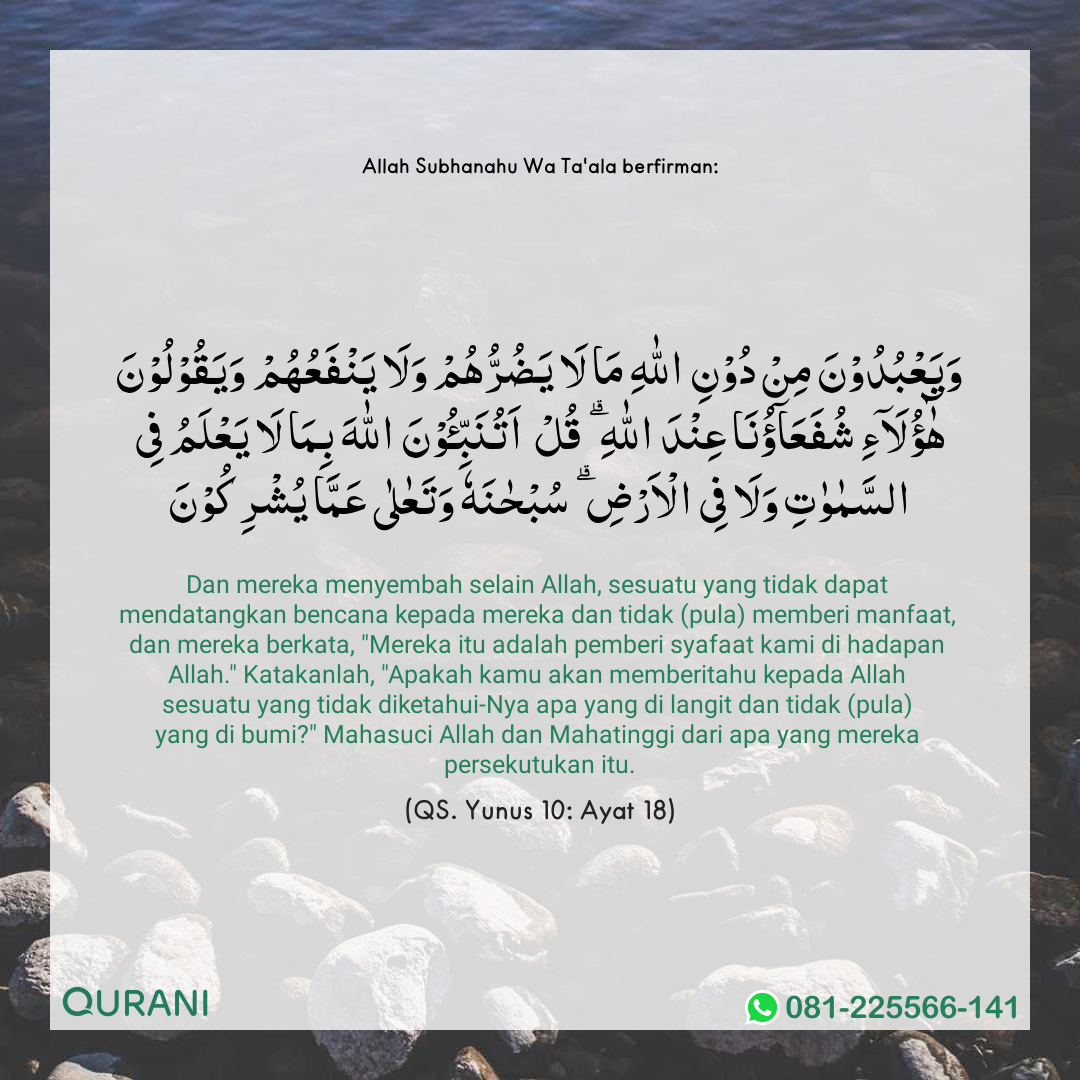 Allah Subhanahu Wa Ta'ala berfirman:
وَيَعْبُدُوْنَ مِنْ دُوْنِ اللّٰهِ مَا لَا يَضُرُّهُمْ وَلَا يَنْفَعُهُمْ وَيَقُوْلُوْنَ
هٰۤؤُلَاۤءِ شُفَعَاۤؤُنَا عِنْدَ اللّٰهِ ۗ قُلْ اَتُنَبِّـُٔوْنَ اللّٰهَ بِمَا لَا يَعْلَمُ فِى
السَّمٰوٰتِ وَلَا فِى الْاَرْضِ ۗ سُبْحٰنَهٗ وَتَعٰلٰى عَمَّا يُشْرِكُوْنَ
Dan mereka menyembah selain Allah, sesuatu yang tidak dapat
mendatangkan bencana kepada mereka dan tidak (pula) memberi manfaat,
dan mereka berkata, "Mereka itu adalah pemberi syafaat kami di hadapan
Allah." Katakanlah, "Apakah kamu akan memberitahu kepada Allah
sesuatu yang tidak diketahui-Nya apa yang di langit dan tidak (pula)
yang di bumi?" Mahasuci Allah dan Mahatinggi dari apa yang mereka
persekutukan itu.
(QS. Yunus 10: Ayat 18)
QURANI
081-225566-141